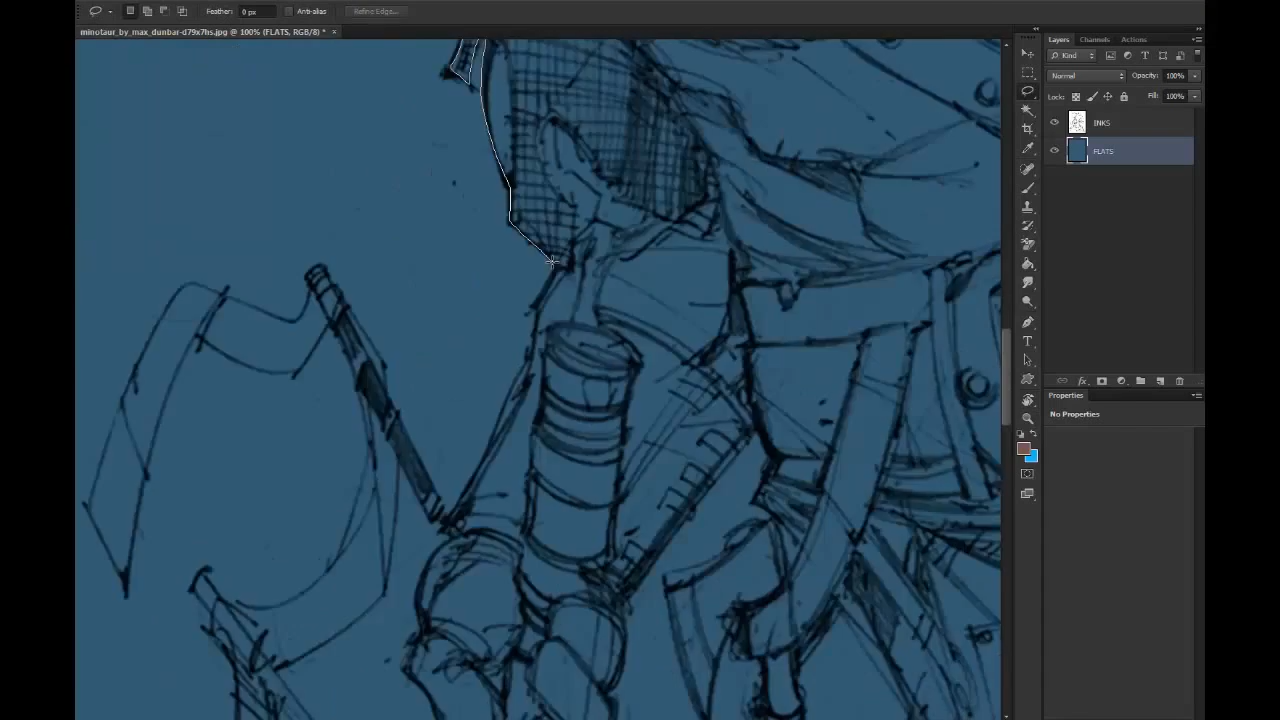 Feather: 0 px Anti-alias Refine Edge...
minotaur_by_max_dunbar-d79x7hs.jpg @ 100% (FLATS, RGB/8) * ×
Layers Channels Actions
Kind
Normal Opacity: 100%
Lock: Fill: 100%
INKS
FLATS
fx
Properties
No Properties